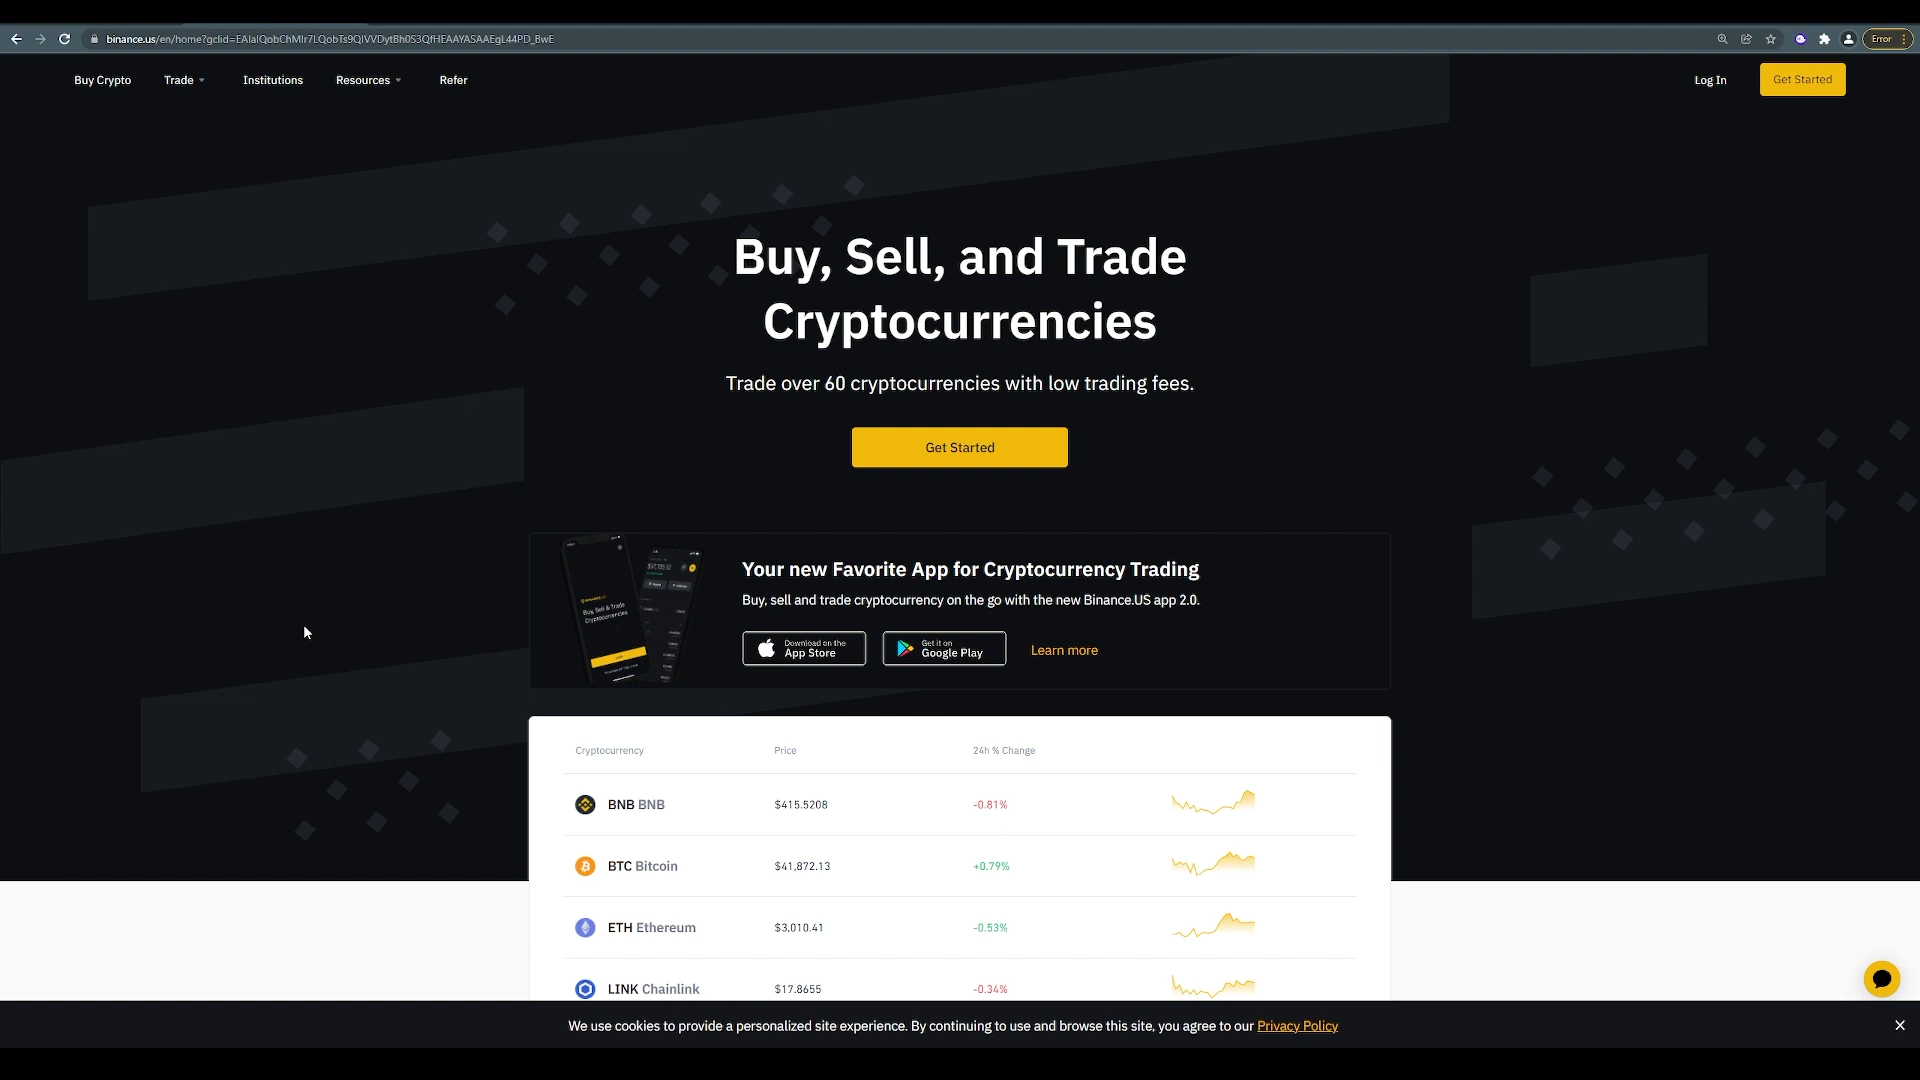 binance.us/en/home?gclid=EAIaIQobChMIr7LQobTs9QIVVDytBh0S3QfHEAAYASAAEgL44PD_BwE
Error
Buy Crypto Trade Institutions Resources Refer Log In Get Started
Buy, Sell, and Trade
Cryptocurrencies
Trade over 60 cryptocurrencies with low trading fees.
Get Started
Your new Favorite App for Cryptocurrency Trading
Buy, sell and trade cryptocurrency on the go with the new Binance.US app 2.0.
Buy, Sell & Trade
Cryptocurrencies
Download on the
App Store
Get it on
Google Play
Learn more
Cryptocurrency Price 24h % Change
BNB BNB $415.5208 -0.81%
BTC Bitcoin $41,872.13 +0.79%
ETH Ethereum $3,010.41 -0.53%
LINK Chainlink $17.8655 -0.34%
We use cookies to provide a personalized site experience. By continuing to use and browse this site, you agree to our Privacy Policy